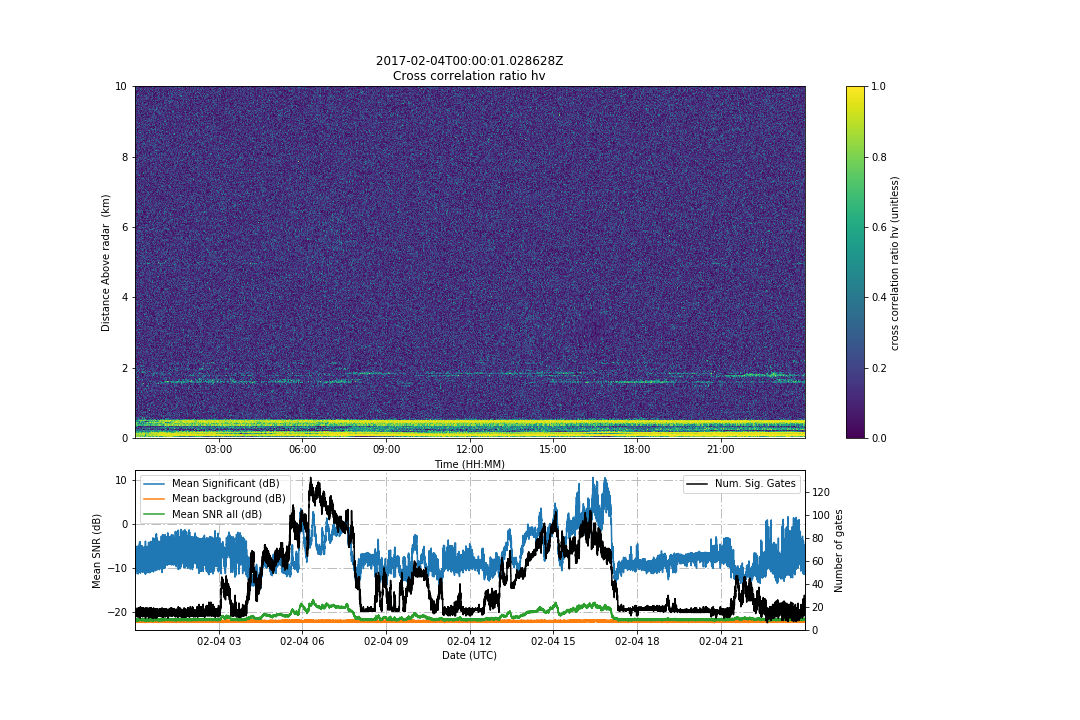 2017-02-04T00:00:01.028628Z
Cross correlation ratio hv
10
8
6
4
2
0
Distance Above radar  (km)
03:00 06:00 09:00 12:00 15:00 18:00 21:00
Time (HH:MM)
1.0
0.8
0.6
0.4
0.2
0.0
cross correlation ratio hv (unitless)
Mean Significant (dB)
Mean background (dB)
Mean SNR all (dB)
Num. Sig. Gates
10
0
−10
−20
Mean SNR (dB)
120
100
80
60
40
20
0
Number of gates
02-04 03 02-04 06 02-04 09 02-04 12 02-04 15 02-04 18 02-04 21
Date (UTC)